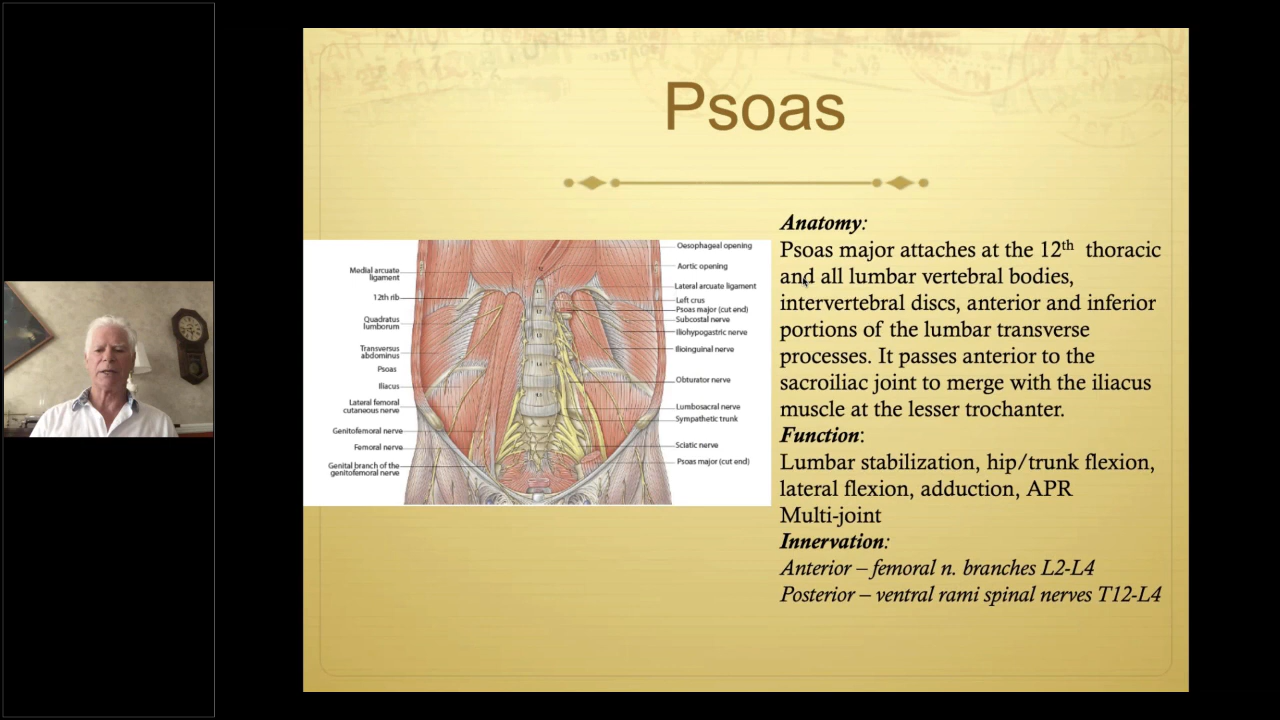 Psoas
Anatomy:
Psoas major attaches at the 12th thoracic
and all lumbar vertebral bodies,
intervertebral discs, anterior and inferior
portions of the lumbar transverse
processes. It passes anterior to the
sacroiliac joint to merge with the iliacus
muscle at the lesser trochanter.
Function:
Lumbar stabilization, hip/trunk flexion,
lateral flexion, adduction, APR
Multi-joint
Innervation:
Anterior – femoral n. branches L2-L4
Posterior – ventral rami spinal nerves T12-L4
Medial arcuate
ligament
12th rib
Quadratus
lumborum
Transversus
abdominus
Psoas
Iliacus
Lateral femoral
cutaneous nerve
Genitofemoral nerve
Femoral nerve
Genital branch of the
genitofemoral nerve
Oesophageal opening
Aortic opening
Lateral arcuate ligament
Left crus
Psoas major (cut end)
Subcostal nerve
Iliohypogastric nerve
Ilioinguinal nerve
Obturator nerve
Lumbosacral nerve
Sympathetic trunk
Sciatic nerve
Psoas major (cut end)